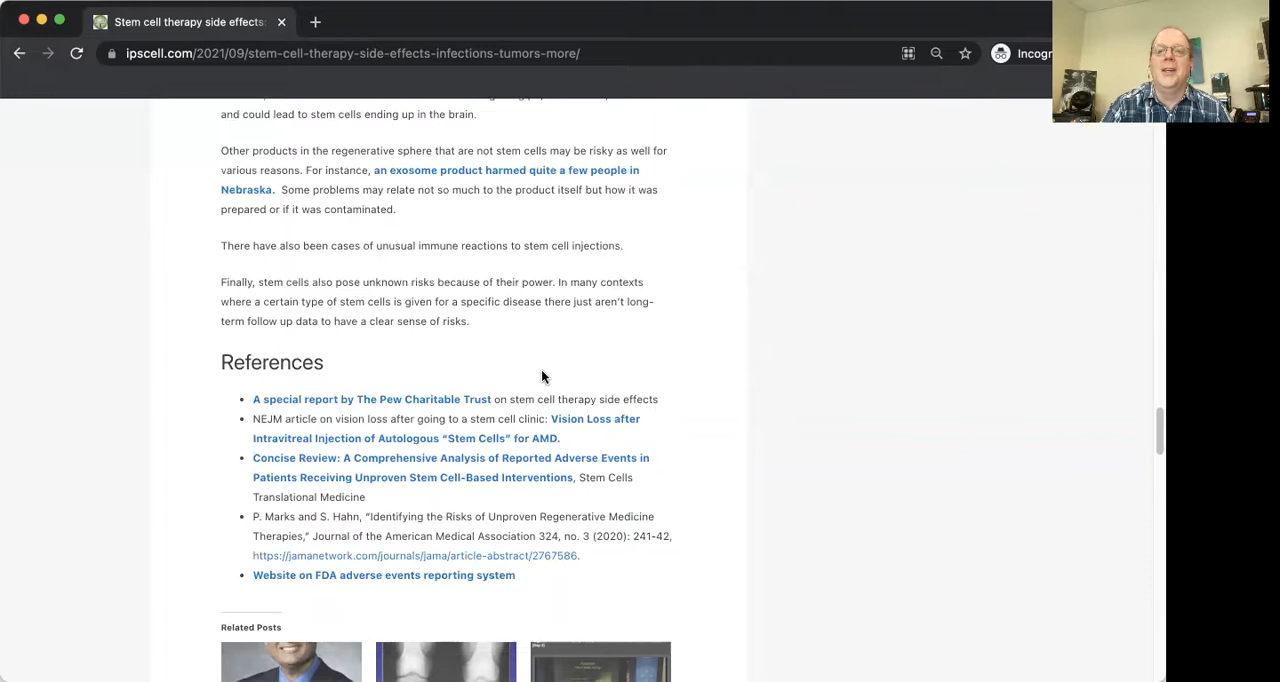 Stem cell therapy side effects:
ipscell.com/2021/09/stem-cell-therapy-side-effects-infections-tumors-more/
Incogn
and could lead to stem cells ending up in the brain.
Other products in the regenerative sphere that are not stem cells may be risky as well for
various reasons. For instance, an exosome product harmed quite a few people in
Nebraska. Some problems may relate not so much to the product itself but how it was
prepared or if it was contaminated.
There have also been cases of unusual immune reactions to stem cell injections.
Finally, stem cells also pose unknown risks because of their power. In many contexts
where a certain type of stem cells is given for a specific disease there just aren't long-
term follow up data to have a clear sense of risks.
References
• A special report by The Pew Charitable Trust on stem cell therapy side effects
• NEJM article on vision loss after going to a stem cell clinic: Vision Loss after
Intravitreal Injection of Autologous “Stem Cells” for AMD.
• Concise Review: A Comprehensive Analysis of Reported Adverse Events in
Patients Receiving Unproven Stem Cell-Based Interventions, Stem Cells
Translational Medicine
• P. Marks and S. Hahn, “Identifying the Risks of Unproven Regenerative Medicine
Therapies,” Journal of the American Medical Association 324, no. 3 (2020): 241-42,
https://jamanetwork.com/journals/jama/article-abstract/2767586.
• Website on FDA adverse events reporting system
Related Posts